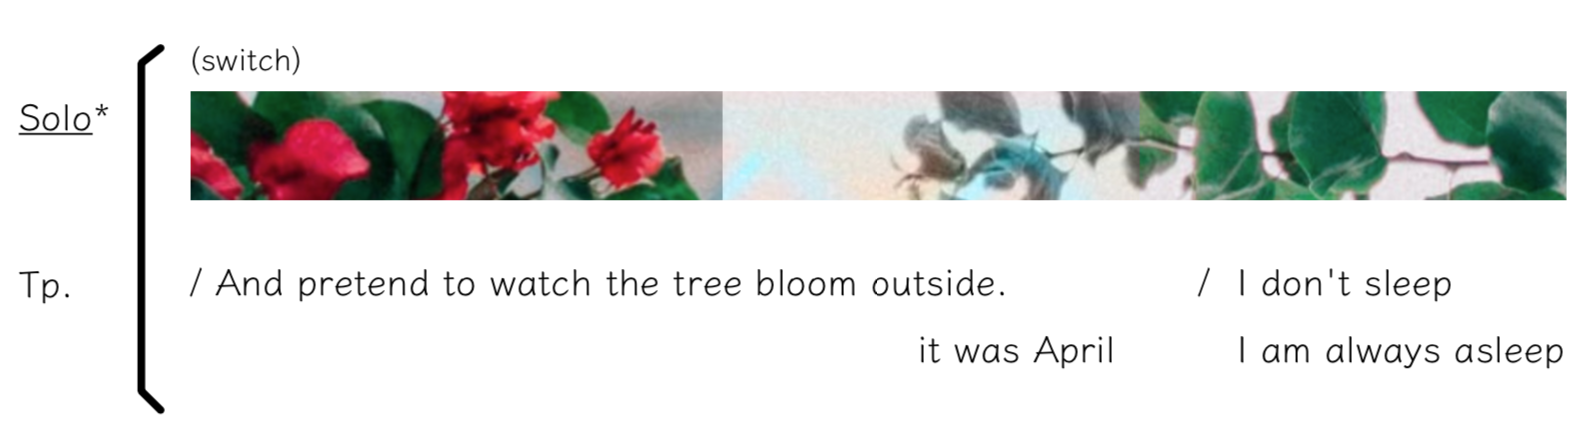 (switch)
Solo*
Tp.
/ And pretend to watch the tree bloom outside. / I don't sleep
it was April I am always asleep